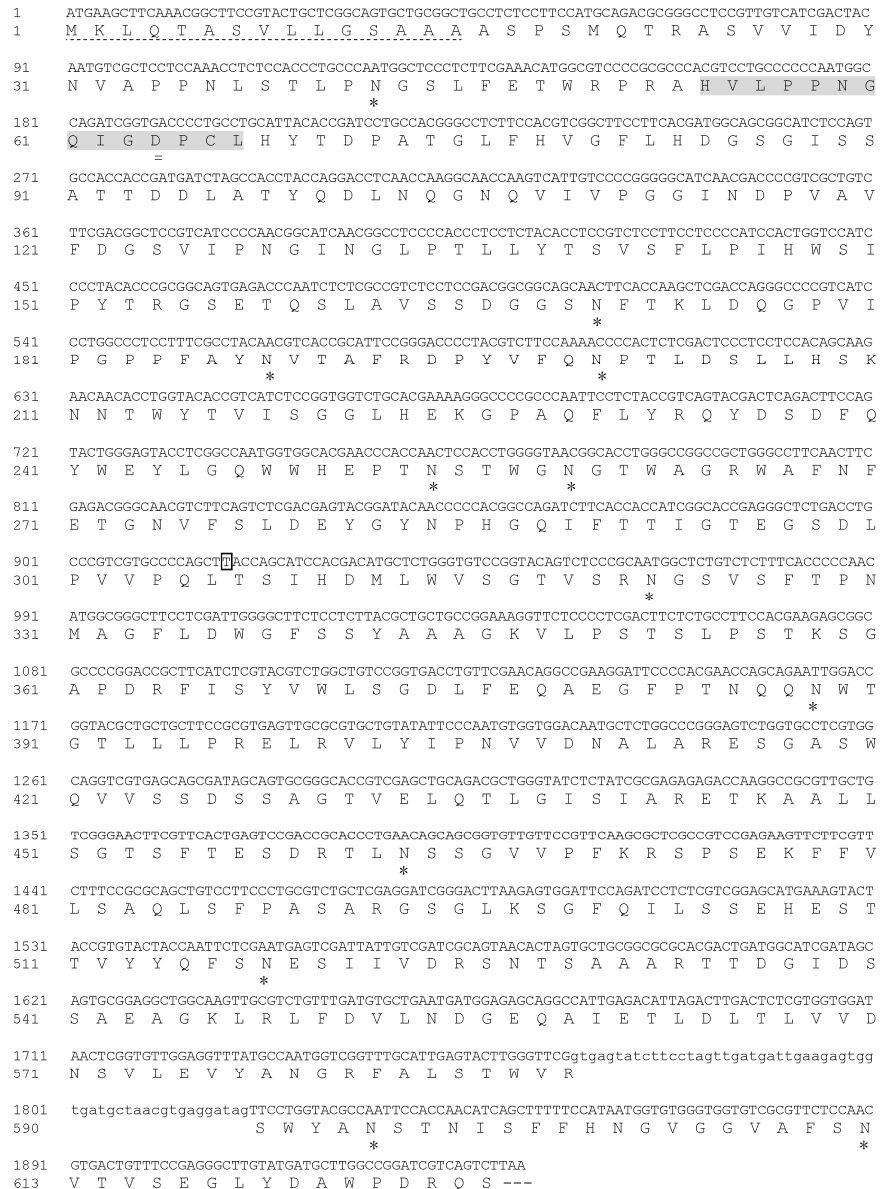 1 ATGAAGCTTCAAACGGCTTCCGTACTGCTCGGCAGTGCTGCGGCTGCCTCTCCTTCCATGCAGACGCGGGCCTCCGTTGTCATCGACTAC
1 M K L Q T A S V L L G S A A A A S P S M Q T R A S V V I D Y
91 AATGTCGCTCCTCCAAACCTCTCCACCCTGCCCAATGGCTCCCTCTTCGAAACATGGCGTCCCCGCGCCCACGTCCTGCCCCCCAATGGC
31 N V A P P N L S T L P N G S L F E T W R P R A H V L P P N G
*
181 CAGATCGGTGACCCCTGCCTGCATTACACCGATCCTGCCACGGGCCTCTTCCACGTCGGCTTCCTTCACGATGGCAGCGGCATCTCCAGT
61 Q I G D P C L H Y T D P A T G L F H V G F L H D G S G I S S
=
271 GCCACCACCGATGATCTAGCCACCTACCAGGACCTCAACCAAGGCAACCAAGTCATTGTCCCCGGGGGCATCAACGACCCCGTCGCTGTC
91 A T T D D L A T Y Q D L N Q G N Q V I V P G G I N D P V A V
361 TTCGACGGCTCCGTCATCCCCAACGGCATCAACGGCCTCCCCACCCTCCTCTACACCTCCGTCTCCTTCCTCCCCATCCACTGGTCCATC
121 F D G S V I P N G I N G L P T L L Y T S V S F L P I H W S I
451 CCCTACACCCGCGGCAGTGAGACCCAATCTCTCGCCGTCTCCTCCGACGGCGGCAGCAACTTCACCAAGCTCGACCAGGGCCCCGTCATC
151 P Y T R G S E T Q S L A V S S D G G S N F T K L D Q G P V I
*
541 CCTGGCCCTCCTTTCGCCTACAACGTCACCGCATTCCGGGACCCCTACGTCTTCCAAAACCCCACTCTCGACTCCCTCCTCCACAGCAAG
181 P G P P F A Y N V T A F R D P Y V F Q N P T L D S L L H S K
* *
631 AACAACACCTGGTACACCGTCATCTCCGGTGGTCTGCACGAAAAGGGCCCCGCCCAATTCCTCTACCGTCAGTACGACTCAGACTTCCAG
211 N N T W Y T V I S G G L H E K G P A Q F L Y R Q Y D S D F Q
721 TACTGGGAGTACCTCGGCCAATGGTGGCACGAACCCACCAACTCCACCTGGGGTAACGGCACCTGGGCCGGCCGCTGGGCCTTCAACTTC
241 Y W E Y L G Q W W H E P T N S T W G N G T W A G R W A F N F
* *
811 GAGACGGGCAACGTCTTCAGTCTCGACGAGTACGGATACAACCCCCACGGCCAGATCTTCACCACCATCGGCACCGAGGGCTCTGACCTG
271 E T G N V F S L D E Y G Y N P H G Q I F T T I G T E G S D L
901 CCCGTCGTGCCCCAGCTTACCAGCATCCACGACATGCTCTGGGTGTCCGGTACAGTCTCCCGCAATGGCTCTGTCTCTTTCACCCCCAAC
301 P V V P Q L T S I H D M L W V S G T V S R N G S V S F T P N
*
991 ATGGCGGGCTTCCTCGATTGGGGCTTCTCCTCTTACGCTGCTGCCGGAAAGGTTCTCCCCTCGACTTCTCTGCCTTCCACGAAGAGCGGC
331 M A G F L D W G F S S Y A A A G K V L P S T S L P S T K S G
1081 GCCCCGGACCGCTTCATCTCGTACGTCTGGCTGTCCGGTGACCTGTTCGAACAGGCCGAAGGATTCCCCACGAACCAGCAGAATTGGACC
361 A P D R F I S Y V W L S G D L F E Q A E G F P T N Q Q N W T
*
1171 GGTACGCTGCTGCTTCCGCGTGAGTTGCGCGTGCTGTATATTCCCAATGTGGTGGACAATGCTCTGGCCCGGGAGTCTGGTGCCTCGTGG
391 G T L L L P R E L R V L Y I P N V V D N A L A R E S G A S W
1261 CAGGTCGTGAGCAGCGATAGCAGTGCGGGCACCGTCGAGCTGCAGACGCTGGGTATCTCTATCGCGAGAGAGACCAAGGCCGCGTTGCTG
421 Q V V S S D S S A G T V E L Q T L G I S I A R E T K A A L L
1351 TCGGGAACTTCGTTCACTGAGTCCGACCGCACCCTGAACAGCAGCGGTGTTGTTCCGTTCAAGCGCTCGCCGTCCGAGAAGTTCTTCGTT
451 S G T S F T E S D R T L N S S G V V P F K R S P S E K F F V
*
1441 CTTTCCGCGCAGCTGTCCTTCCCTGCGTCTGCTCGAGGATCGGGACTTAAGAGTGGATTCCAGATCCTCTCGTCGGAGCATGAAAGTACT
481 L S A Q L S F P A S A R G S G L K S G F Q I L S S E H E S T
1531 ACCGTGTACTACCAATTCTCGAATGAGTCGATTATTGTCGATCGCAGTAACACTAGTGCTGCGGCGCGCACGACTGATGGCATCGATAGC
511 T V Y Y Q F S N E S I I V D R S N T S A A A R T T D G I D S
*
1621 AGTGCGGAGGCTGGCAAGTTGCGTCTGTTTGATGTGCTGAATGATGGAGAGCAGGCCATTGAGACATTAGACTTGACTCTCGTGGTGGAT
541 S A E A G K L R L F D V L N D G E Q A I E T L D L T L V V D
1711 AACTCGGTGTTGGAGGTTTATGCCAATGGTCGGTTTGCATTGAGTACTTGGGTTCGgtgagtatcttcctagttgatgattgaagagtgg
571 N S V L E V Y A N G R F A L S T W V R
1801 tgatgctaacgtgaggatagTTCCTGGTACGCCAATTCCACCAACATCAGCTTTTTCCATAATGGTGTGGGTGGTGTCGCGTTCTCCAAC
590 S W Y A N S T N I S F F H N G V G G V A F S N
* *
1891 GTGACTGTTTCCGAGGGCTTGTATGATGCTTGGCCGGATCGTCAGTCTTAA
613 V T V S E G L Y D A W P D R Q S ---